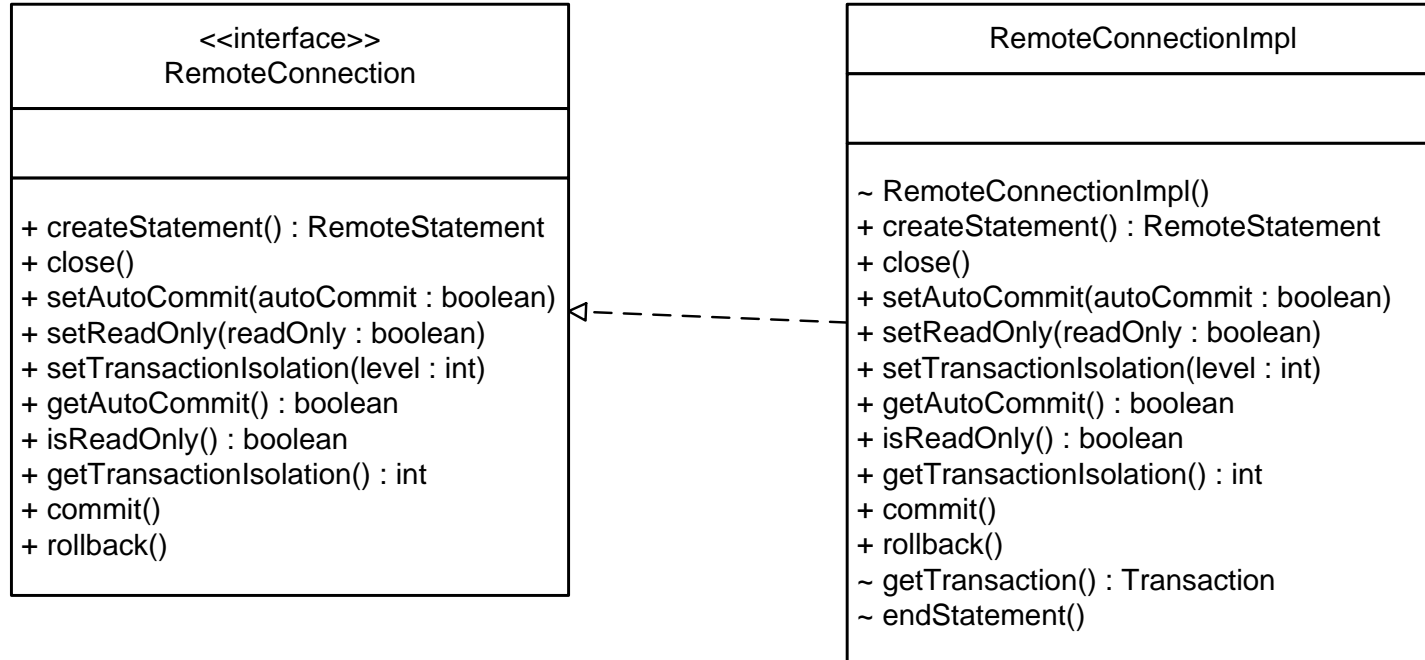 <<interface>>
RemoteConnection
+ createStatement() : RemoteStatement
+ close()
+ setAutoCommit(autoCommit : boolean)
+ setReadOnly(readOnly : boolean)
+ setTransactionIsolation(level : int)
+ getAutoCommit() : boolean
+ isReadOnly() : boolean
+ getTransactionIsolation() : int
+ commit()
+ rollback()
RemoteConnectionImpl
~ RemoteConnectionImpl()
+ createStatement() : RemoteStatement
+ close()
+ setAutoCommit(autoCommit : boolean)
+ setReadOnly(readOnly : boolean)
+ setTransactionIsolation(level : int)
+ getAutoCommit() : boolean
+ isReadOnly() : boolean
+ getTransactionIsolation() : int
+ commit()
+ rollback()
~ getTransaction() : Transaction
~ endStatement()